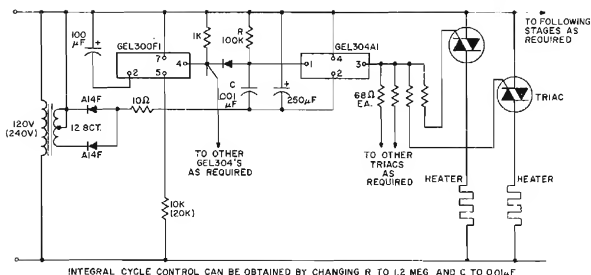 TO FOLLOWING
STAGES AS
REQUIRED
100
µF
+
GEL300F1
7
4
2
5
1K
R
100K
GEL304A1
1
4
3
2
C
.001
µF
+
250µF
68Ω
EA.
TRIAC
A14F
10Ω
120V
(240V)
12.8CT.
A14F
TO OTHER
GEL304'S
AS REQUIRED
TO OTHER
TRIACS
AS
REQUIRED
HEATER
HEATER
10K
(20K)
INTEGRAL CYCLE CONTROL CAN BE OBTAINED BY CHANGING R TO 1.2 MEG AND C TO 0.01µF